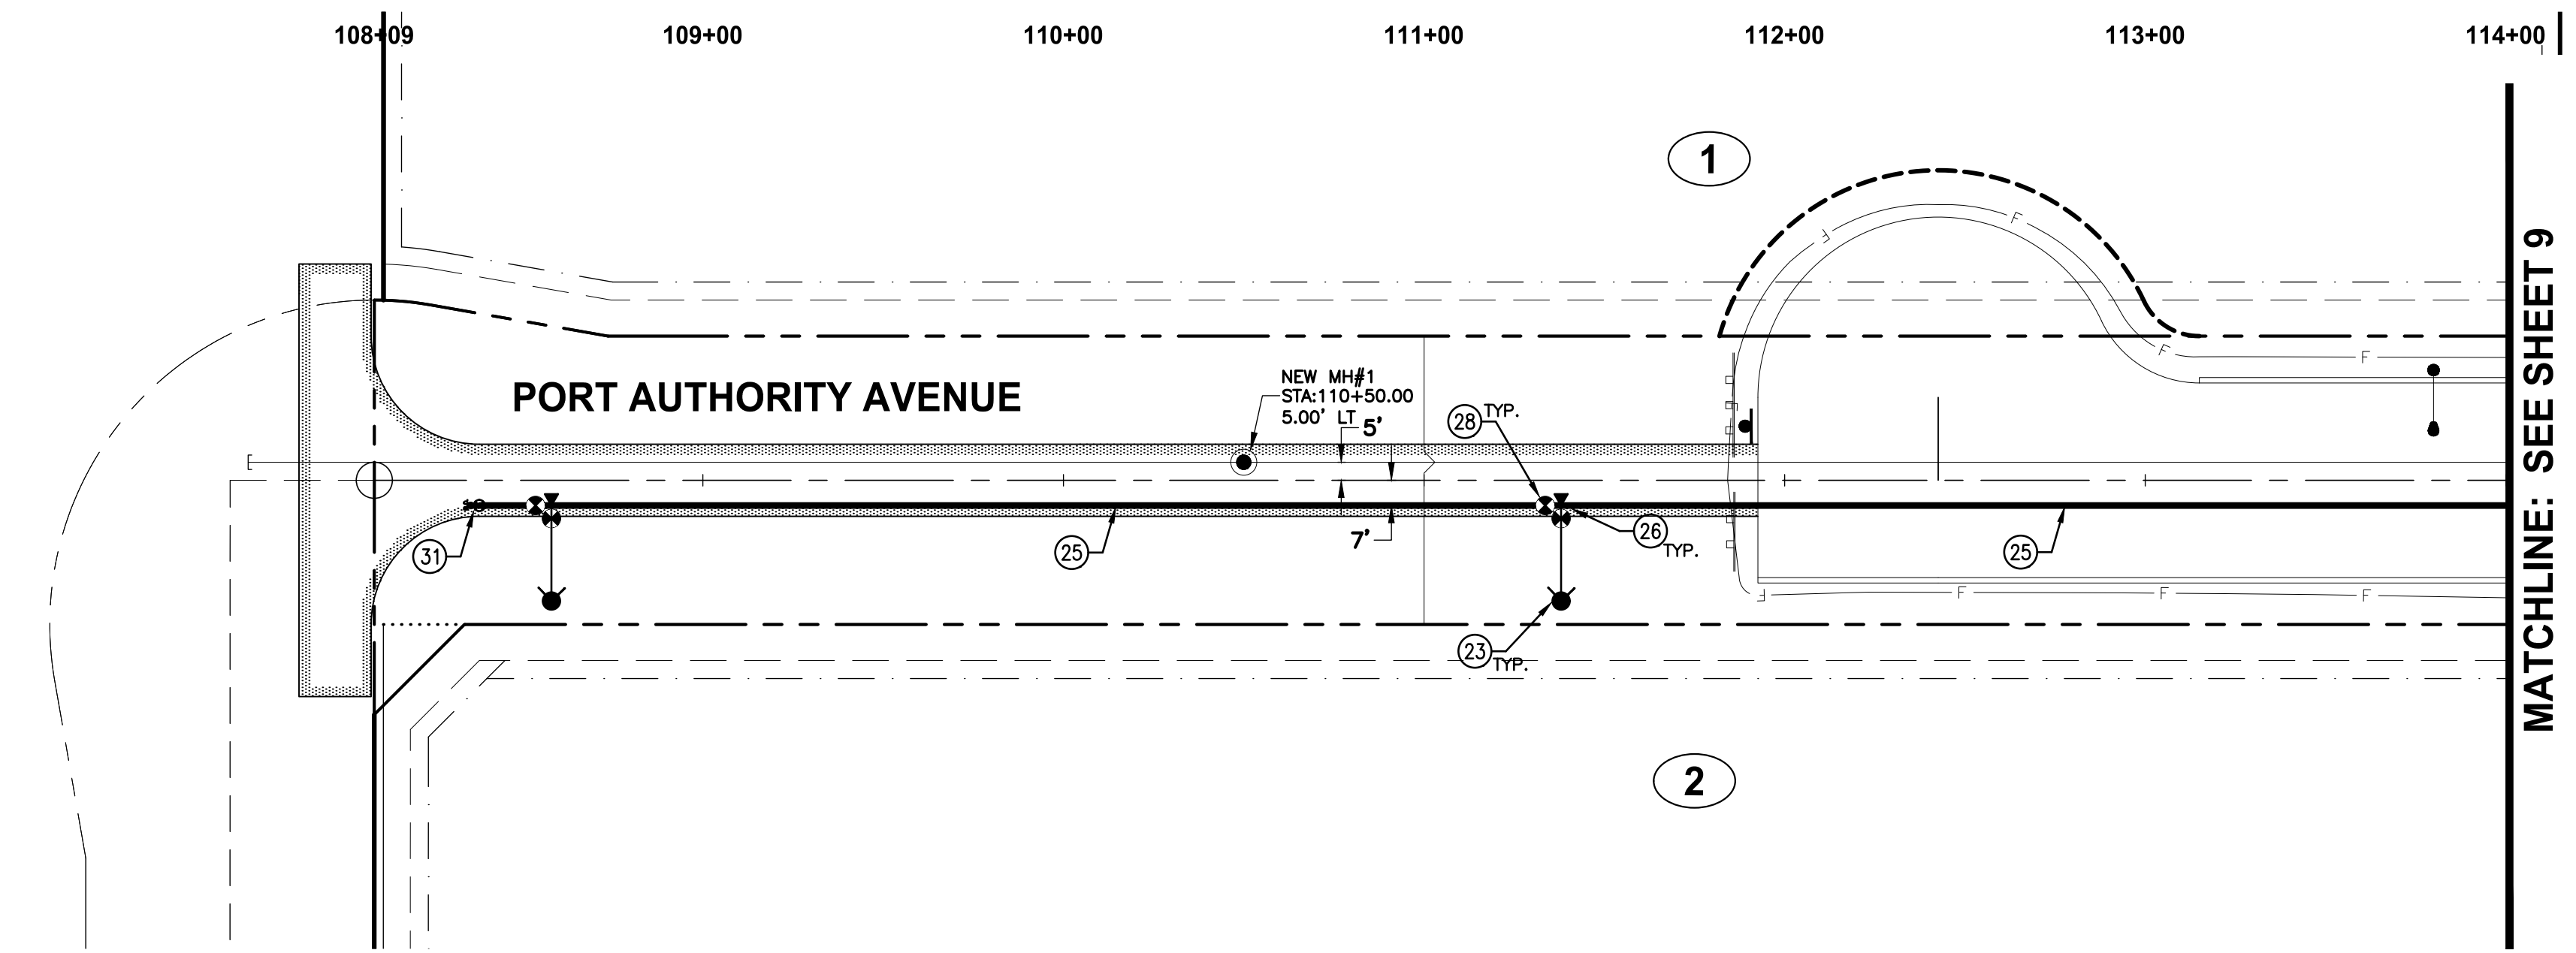 108+09 109+00 110+00 111+00 112+00 113+00 114+00
1
F F
F F
PORT AUTHORITY AVENUE
NEW MH#1
STA:110+50.00
5.00' LT
5'
28 TYP.
31
25
7'
26 TYP.
25
F F F F
23 TYP.
2
MATCHLINE: SEE SHEET 9